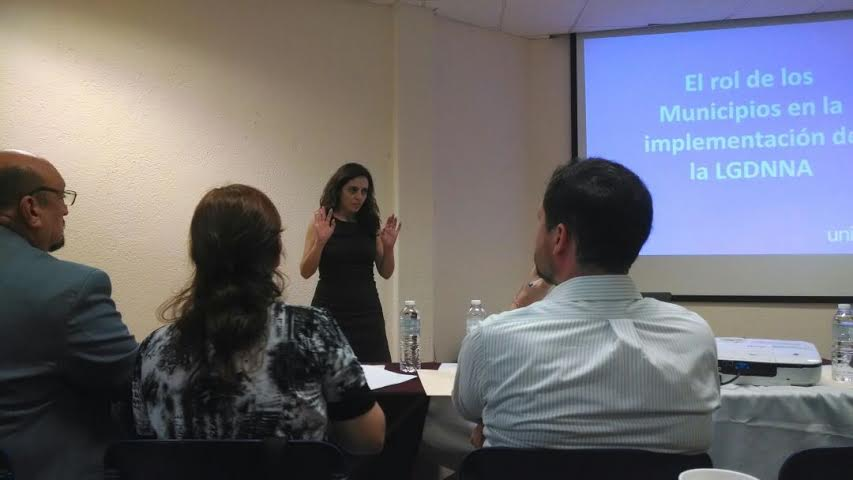 El rol de los
Municipios en la
implementación de
la LGDNNA